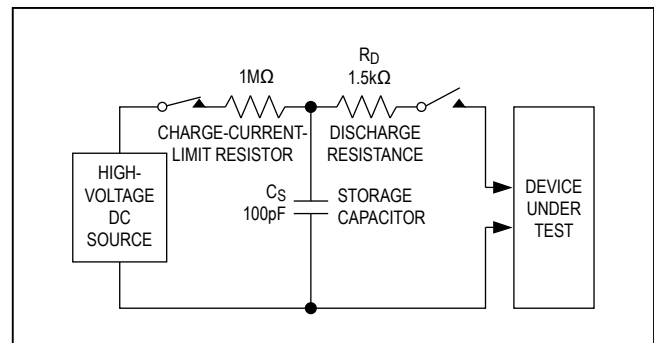 1MΩ
RD
1.5kΩ
CHARGE-CURRENT-
LIMIT RESISTOR
DISCHARGE
RESISTANCE
HIGH-
VOLTAGE
DC
SOURCE
CS
100pF
STORAGE
CAPACITOR
DEVICE
UNDER
TEST